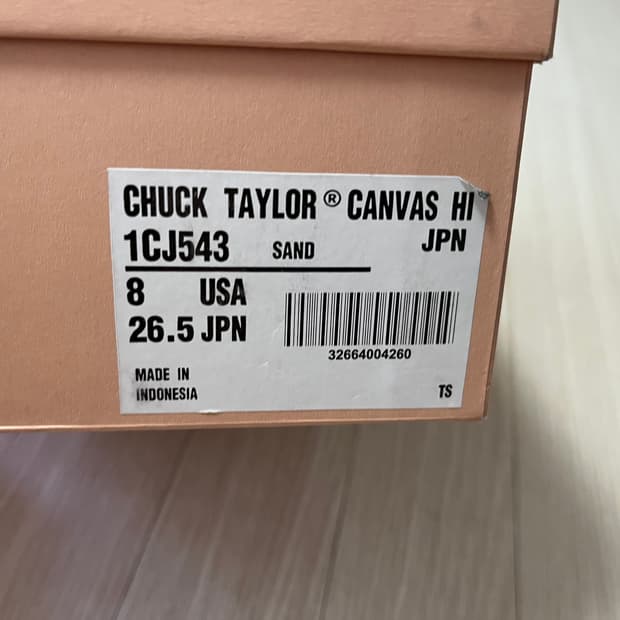 CHUCK TAYLOR® CANVAS HI
1CJ543 SAND JPN
8 USA
26.5 JPN
32664004260
MADE IN
INDONESIA
TS